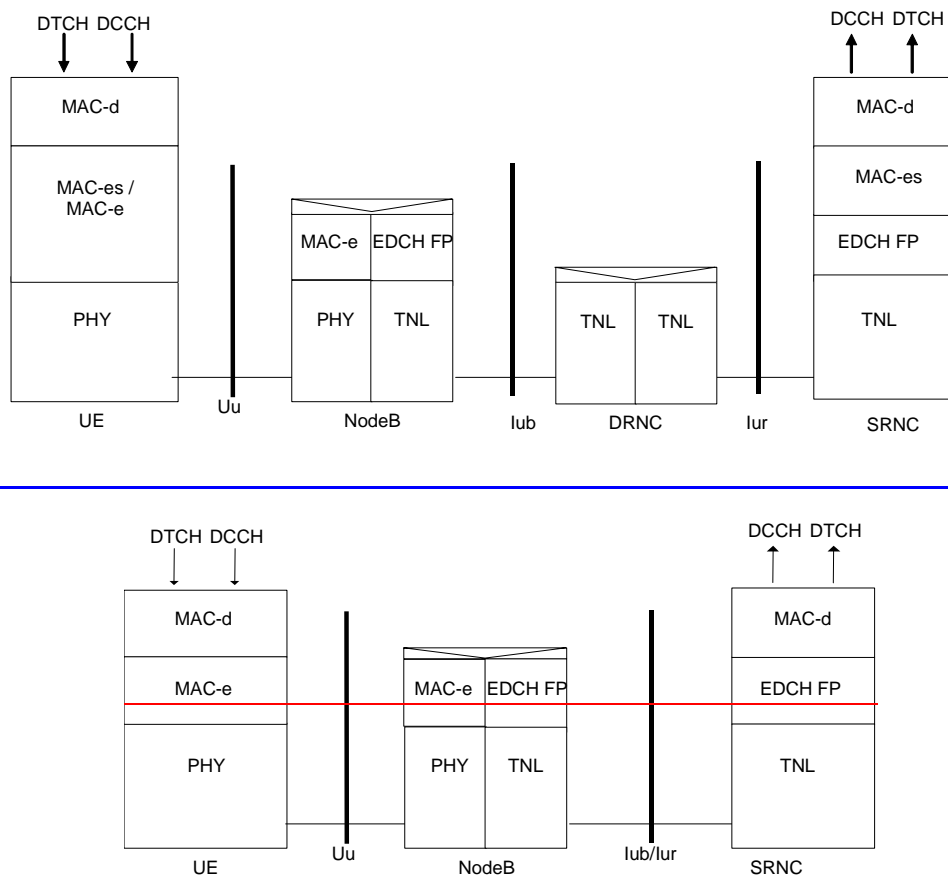 DTCH DCCH
DCCH DTCH
MAC-d
MAC-d
MAC-es /
MAC-e
MAC-es
MAC-e
EDCH FP
EDCH FP
PHY
PHY
TNL
TNL
TNL
TNL
UE
Uu
NodeB
Iub
DRNC
Iur
SRNC
DTCH DCCH
DCCH DTCH
MAC-d
MAC-d
MAC-e
MAC-e
EDCH FP
EDCH FP
PHY
PHY
TNL
TNL
UE
Uu
NodeB
Iub/Iur
SRNC